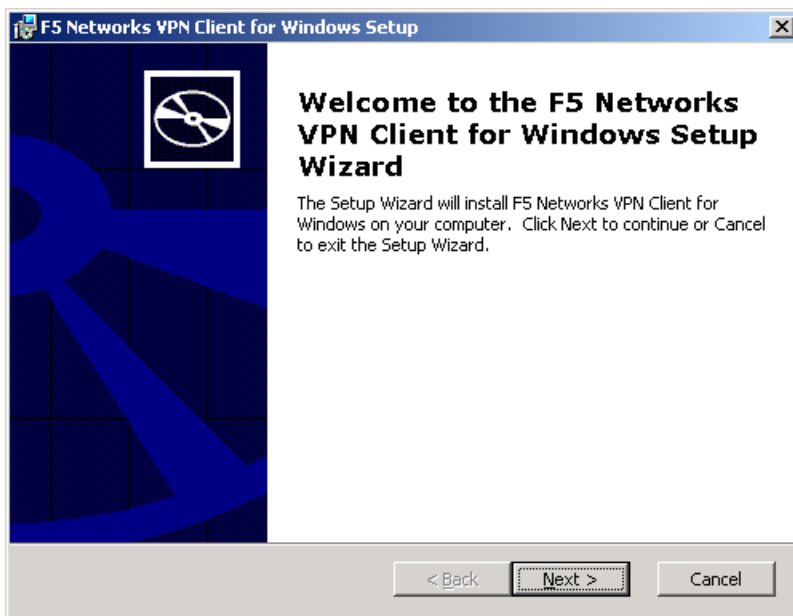 F5 Networks VPN Client for Windows Setup
Welcome to the F5 Networks
VPN Client for Windows Setup
Wizard
The Setup Wizard will install F5 Networks VPN Client for
Windows on your computer.  Click Next to continue or Cancel
to exit the Setup Wizard.
< Back
Next >
Cancel